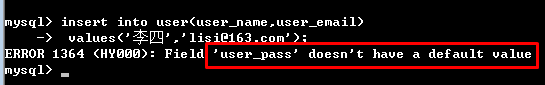 mysql> insert into user(user_name,user_email)
-> values('李四','lisi@163.com');
ERROR 1364 (HY000): Field 'user_pass' doesn't have a default value
mysql> _